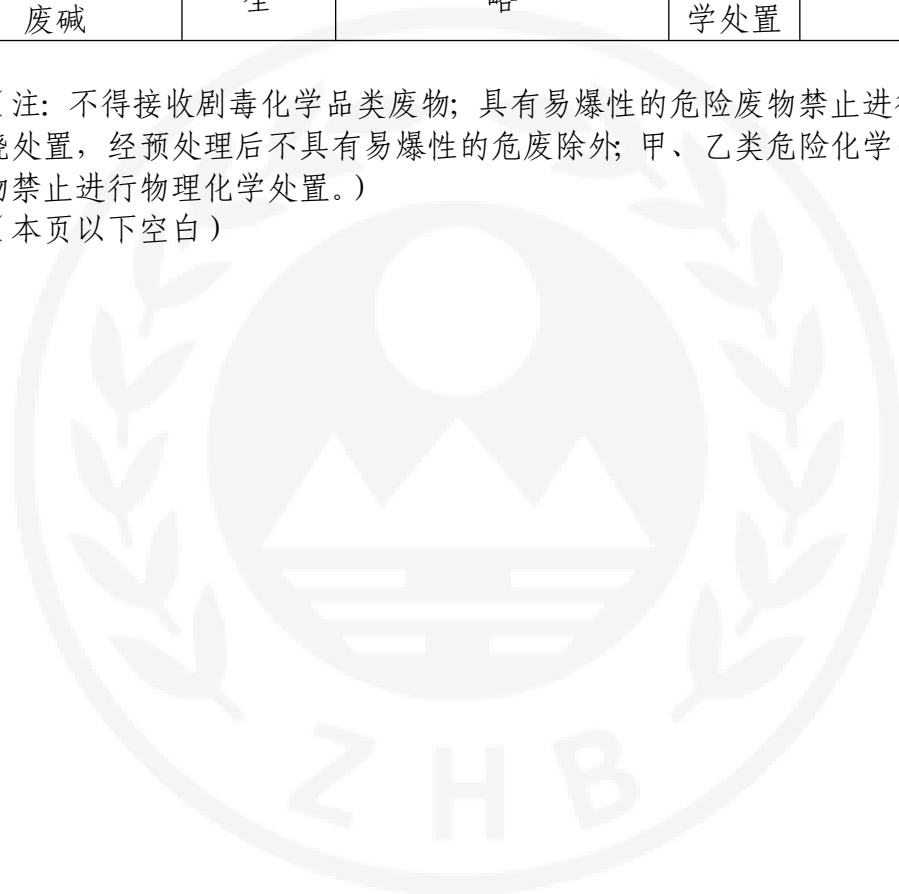 废碱 略 学处置
（注：不得接收剧毒化学品类废物；具有易爆性的危险废物禁止进
处置，经预处理后不具有易爆性的危废除外；甲、乙类危险化学
禁止进行物理化学处置。）
（本页以下空白）
ZHB